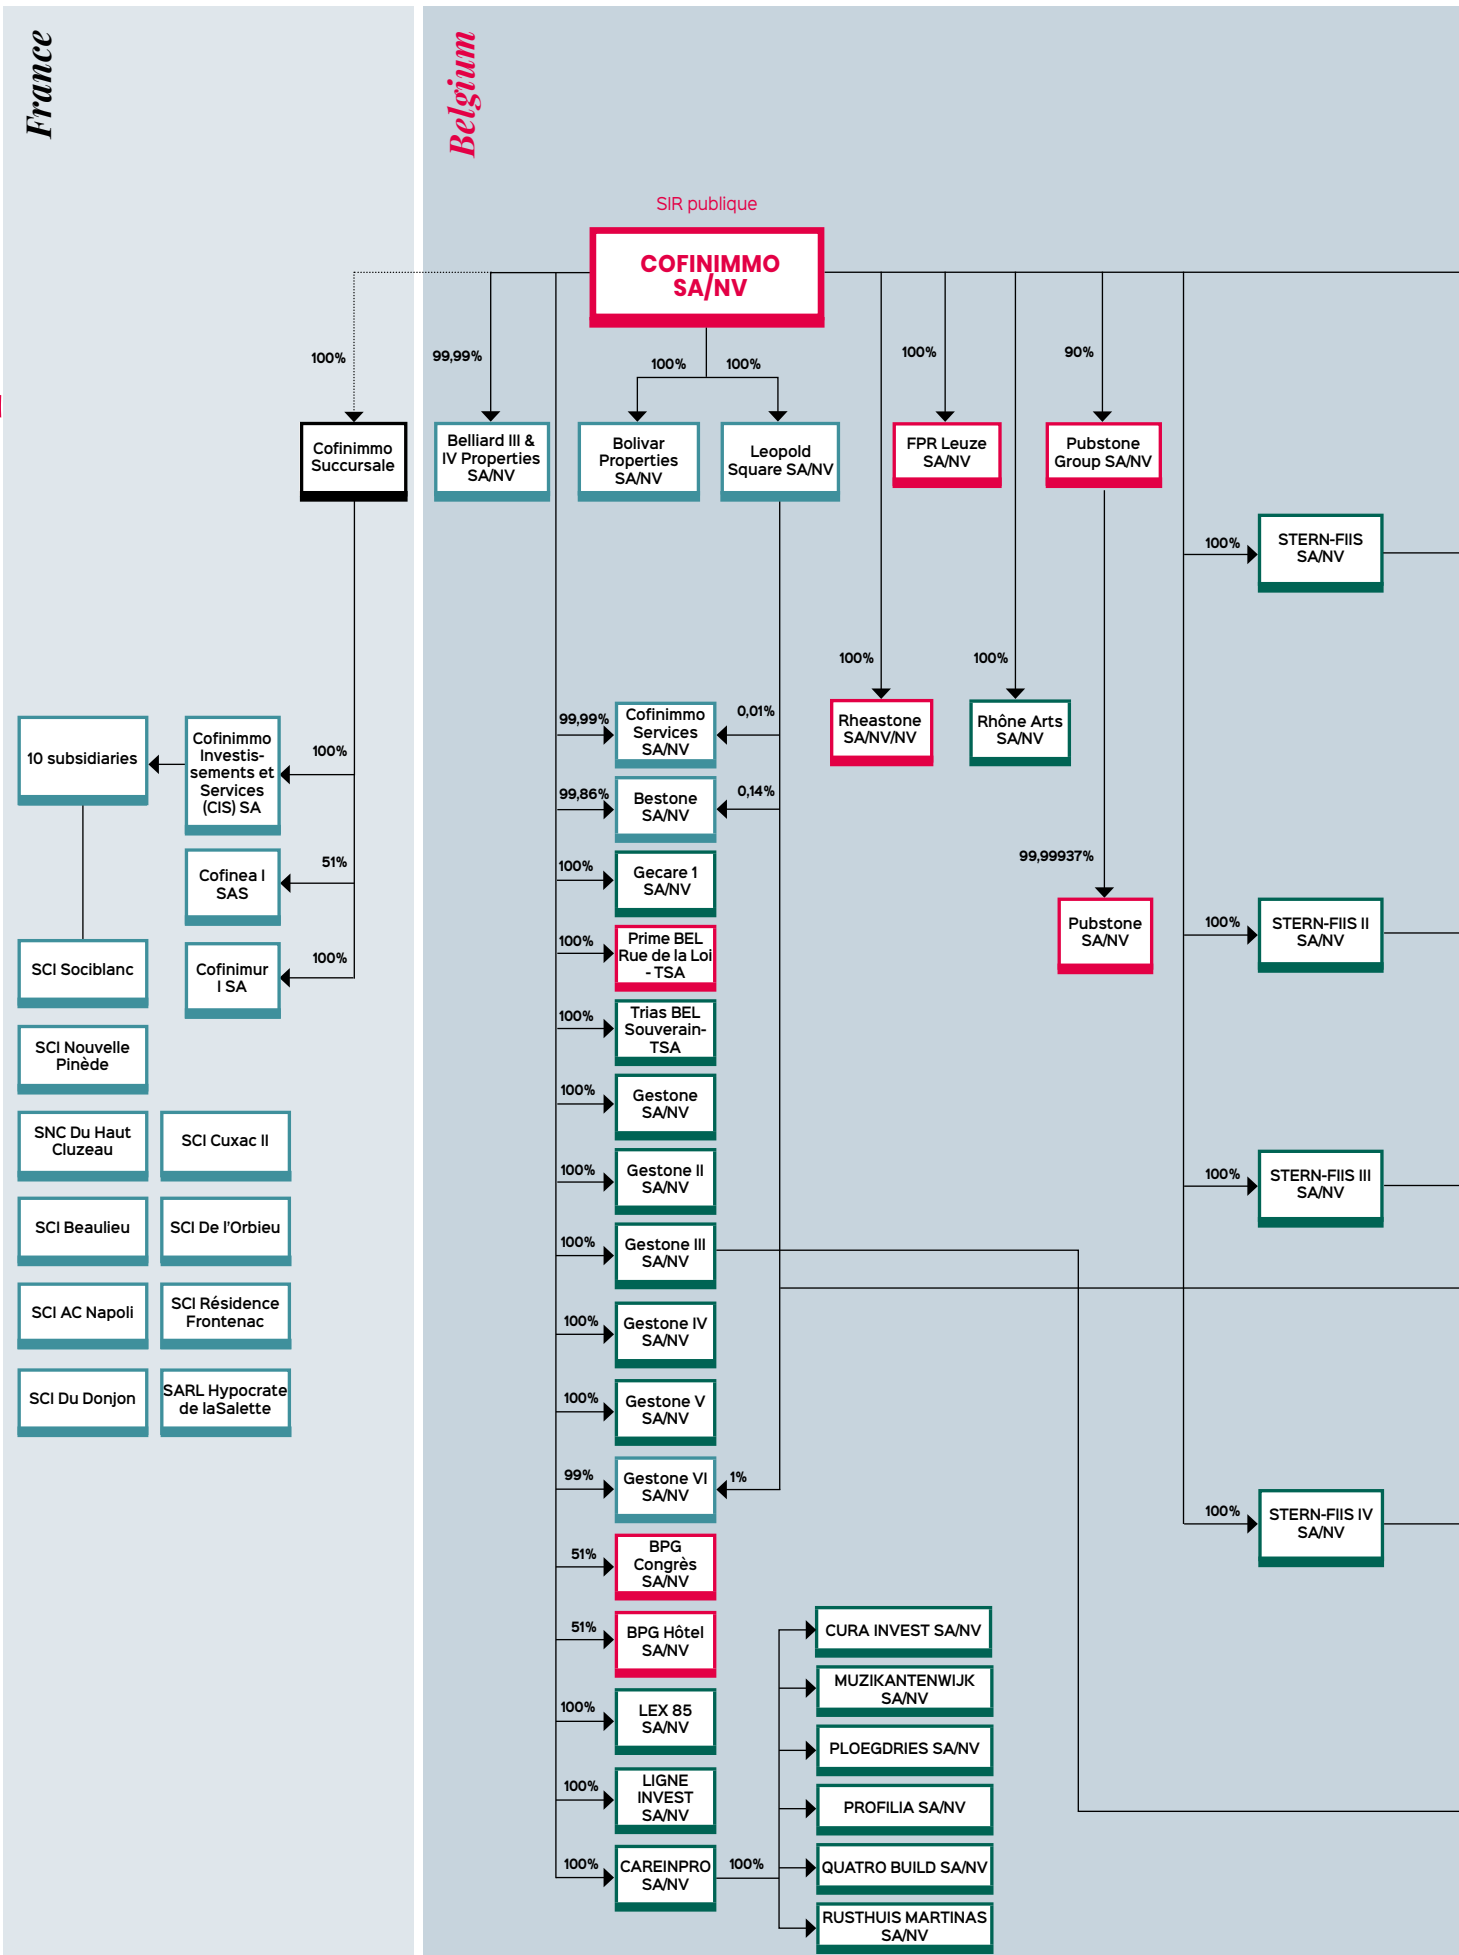 France
Belgium
SIR publique
COFINIMMO
SA/NV
100%
99,99%
100%
100%
100%
90%
Cofinimmo
Succursale
Belliard III &
IV Properties
SA/NV
Bolivar
Properties
SA/NV
Leopold
Square SA/NV
FPR Leuze
SA/NV
Pubstone
Group SA/NV
100%
STERN-FIIS
SA/NV
100%
100%
Rheastone
SA/NV/NV
Rhône Arts
SA/NV
99,99%
Cofinimmo
Services
SA/NV
0,01%
10 subsidiaries
Cofinimmo
Investis-
sements et
Services
(CIS) SA
100%
99,86%
Bestone
SA/NV
0,14%
Cofinea I
SAS
51%
100%
Gecare 1
SA/NV
99,99937%
Pubstone
SA/NV
100%
STERN-FIIS II
SA/NV
SCI Sociblanc
Cofinimur
I SA
100%
100%
Prime BEL
Rue de la Loi
- TSA
100%
Trias BEL
Souverain-
TSA
SCI Nouvelle
Pinède
100%
Gestone
SA/NV
SNC Du Haut
Cluzeau
SCI Cuxac II
100%
Gestone II
SA/NV
100%
STERN-FIIS III
SA/NV
SCI Beaulieu
SCI De l'Orbieu
100%
Gestone III
SA/NV
SCI AC Napoli
SCI Résidence
Frontenac
100%
Gestone IV
SA/NV
SCI Du Donjon
SARL Hypocrate
de laSalette
100%
Gestone V
SA/NV
99%
Gestone VI
SA/NV
1%
100%
STERN-FIIS IV
SA/NV
51%
BPG
Congrès
SA/NV
51%
BPG Hôtel
SA/NV
CURA INVEST SA/NV
100%
LEX 85
SA/NV
MUZIKANTENWIJK
SA/NV
PLOEGDRIES SA/NV
100%
LIGNE
INVEST
SA/NV
PROFILIA SA/NV
100%
CAREINPRO
SA/NV
100%
QUATRO BUILD SA/NV
RUSTHUIS MARTINAS
SA/NV